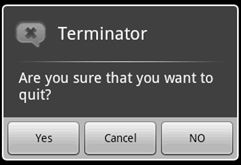 Terminator
Are you sure that you want to
quit?
Yes
Cancel
NO